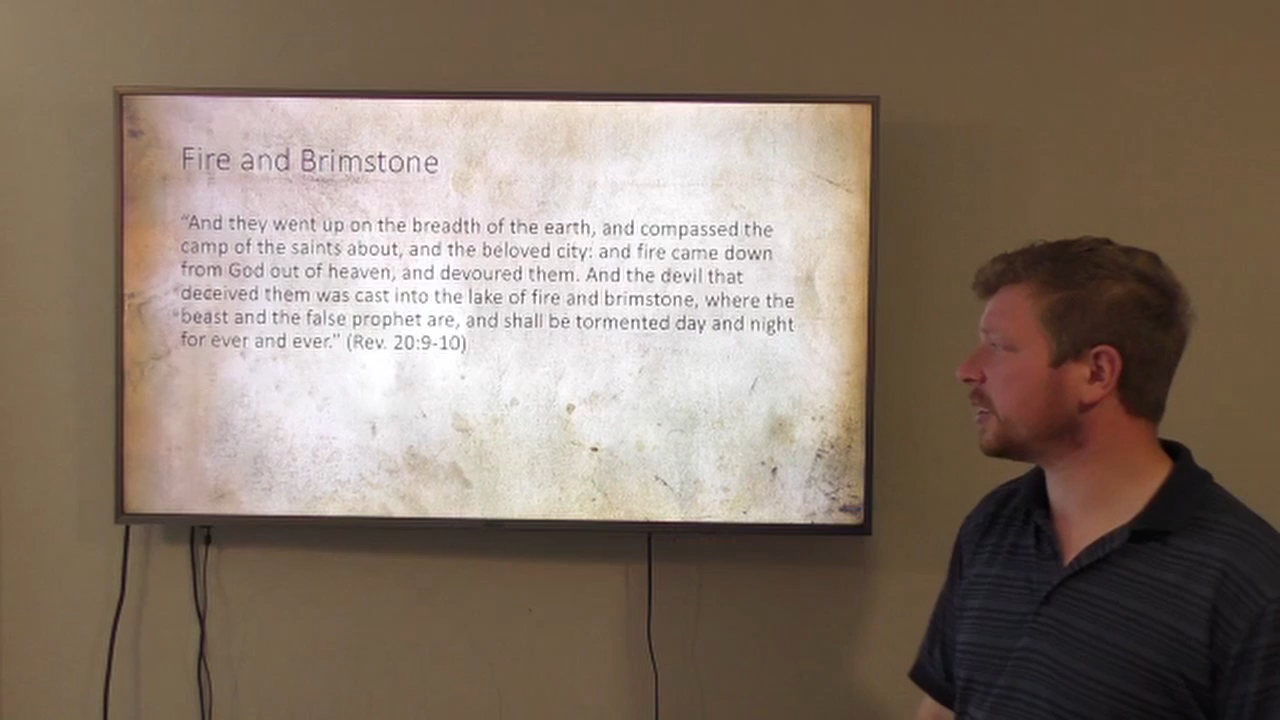 Fire and Brimstone
“And they went up on the breadth of the earth, and compassed the
camp of the saints about, and the beloved city: and fire came down
from God out of heaven, and devoured them. And the devil that
deceived them was cast into the lake of fire and brimstone, where the
beast and the false prophet are, and shall be tormented day and night
for ever and ever.” (Rev. 20:9-10)